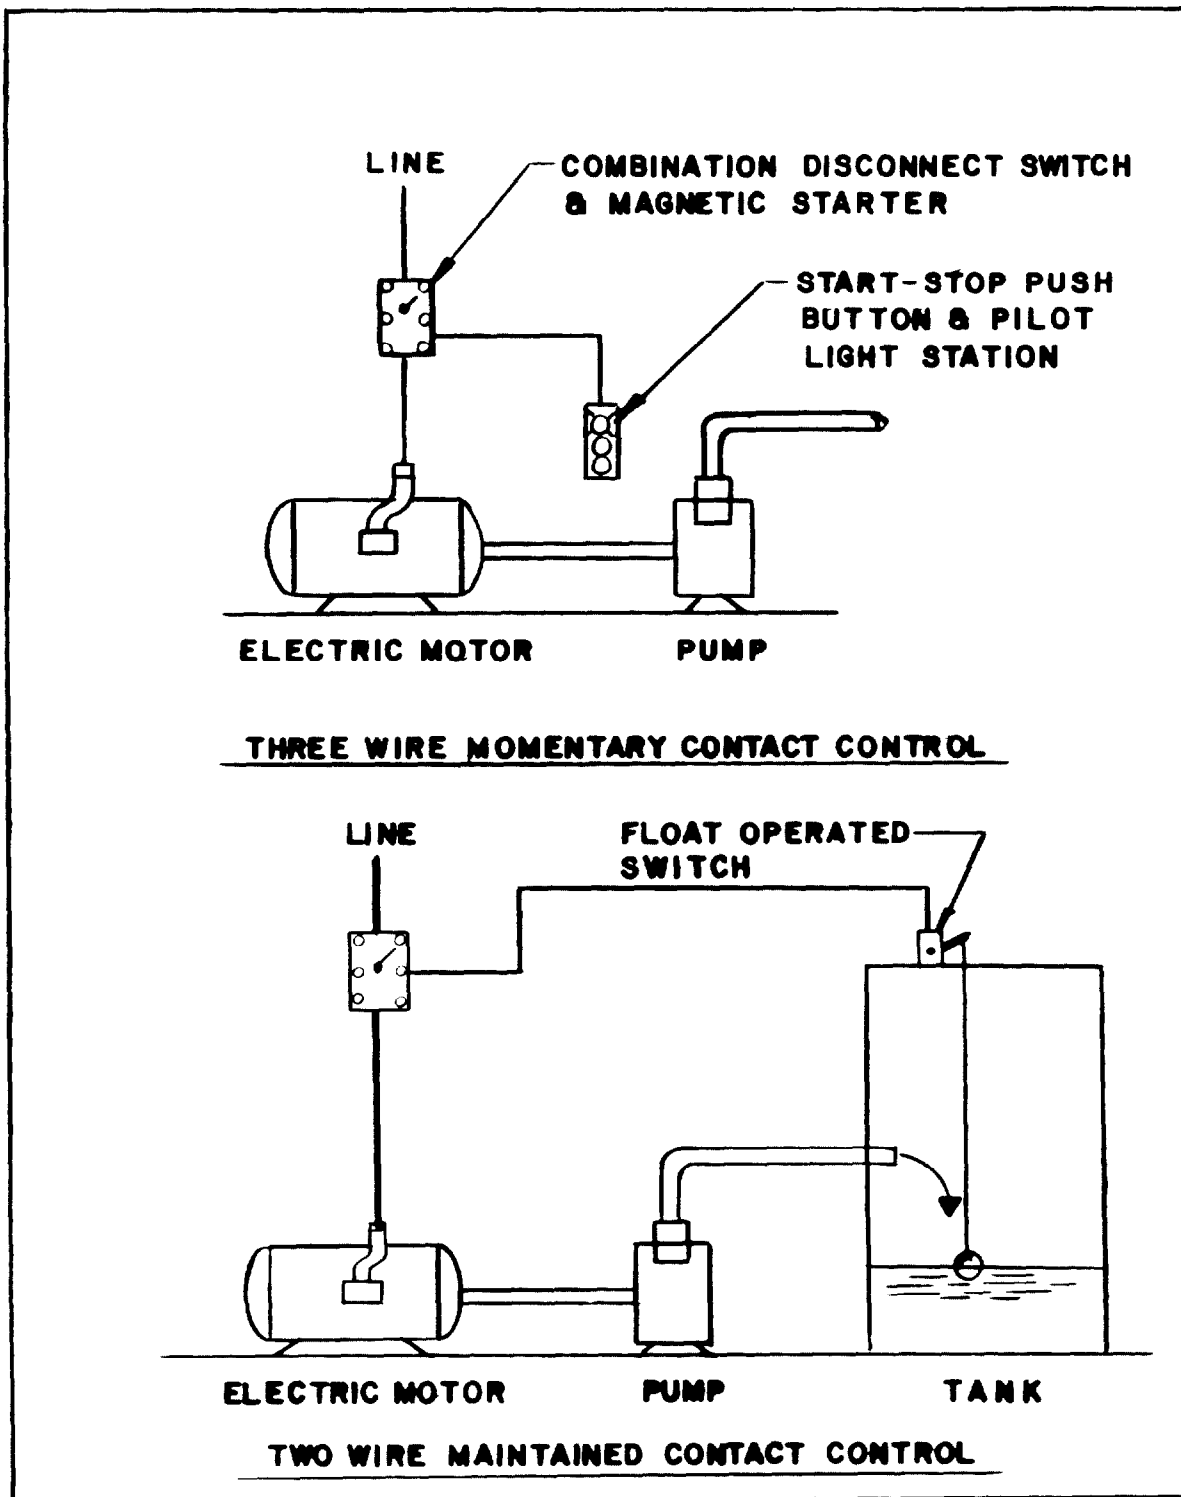 LINE
COMBINATION DISCONNECT SWITCH
& MAGNETIC STARTER
START-STOP PUSH
BUTTON & PILOT
LIGHT STATION
ELECTRIC MOTOR
PUMP
THREE WIRE MOMENTARY CONTACT CONTROL
LINE
FLOAT OPERATED
SWITCH
ELECTRIC MOTOR
PUMP
TANK
TWO WIRE MAINTAINED CONTACT CONTROL